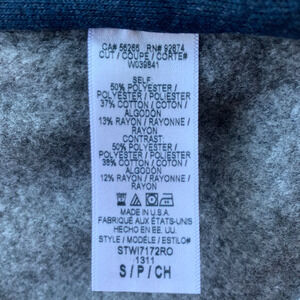 CA# 56266 RN# 92874
CUT / COUPE / CORTE#
W039841
SELF:
50% POLYESTER /
POLYESTER / POLIESTER
37% COTTON / COTON /
ALGODON
13% RAYON / RAYONNE /
RAYON
CONTRAST:
50% POLYESTER /
POLYESTER / POLIESTER
38% COTTON / COTON /
ALGODON
12% RAYON / RAYONNE /
RAYON
MADE IN U.S.A.
FABRIQUÉ AUX ÉTATS-UNIS
HECHO EN EE. UU.
STYLE / MODÈLE / ESTILO#
STWI7172RO
1311
S / P / CH